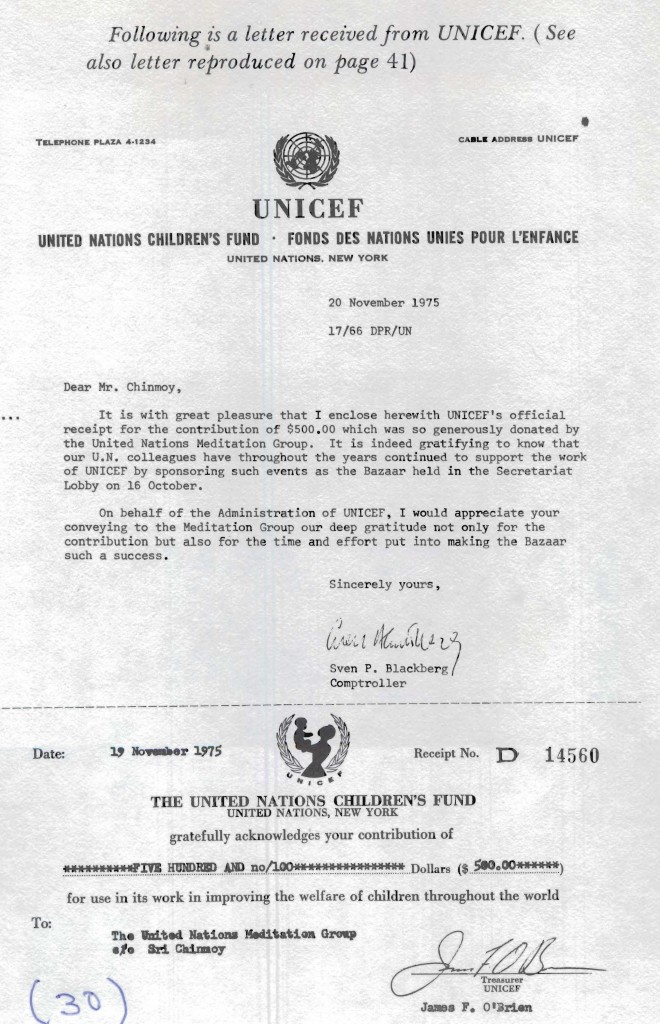 Following is a letter received from UNICEF. ( See
also letter reproduced on page 41)
TELEPHONE PLAZA 4-1234
CABLE ADDRESS UNICEF
UNICEF
UNITED NATIONS CHILDREN'S FUND · FONDS DES NATIONS UNIES POUR L'ENFANCE
UNITED NATIONS, NEW YORK
20 November 1975
17/66 DPR/UN
Dear Mr. Chinmoy,
...
It is with great pleasure that I enclose herewith UNICEF's official
receipt for the contribution of $500.00 which was so generously donated by
the United Nations Meditation Group. It is indeed gratifying to know that
our U.N. colleagues have throughout the years continued to support the work
of UNICEF by sponsoring such events as the Bazaar held in the Secretariat
Lobby on 16 October.
On behalf of the Administration of UNICEF, I would appreciate your
conveying to the Meditation Group our deep gratitude not only for the
contribution but also for the time and effort put into making the Bazaar
such a success.
Sincerely yours,
Sven P. Blackberg
Comptroller
Date: 19 November 1975
Receipt No. D 14560
UNICEF
THE UNITED NATIONS CHILDREN'S FUND
UNITED NATIONS, NEW YORK
gratefully acknowledges your contribution of
**********FIVE HUNDRED AND no/100**************** Dollars ($ 500.00******)
for use in its work in improving the welfare of children throughout the world
To:
The United Nations Meditation Group
c/o Sri Chinmoy
Treasurer
UNICEF
James F. O'Brien
(30)